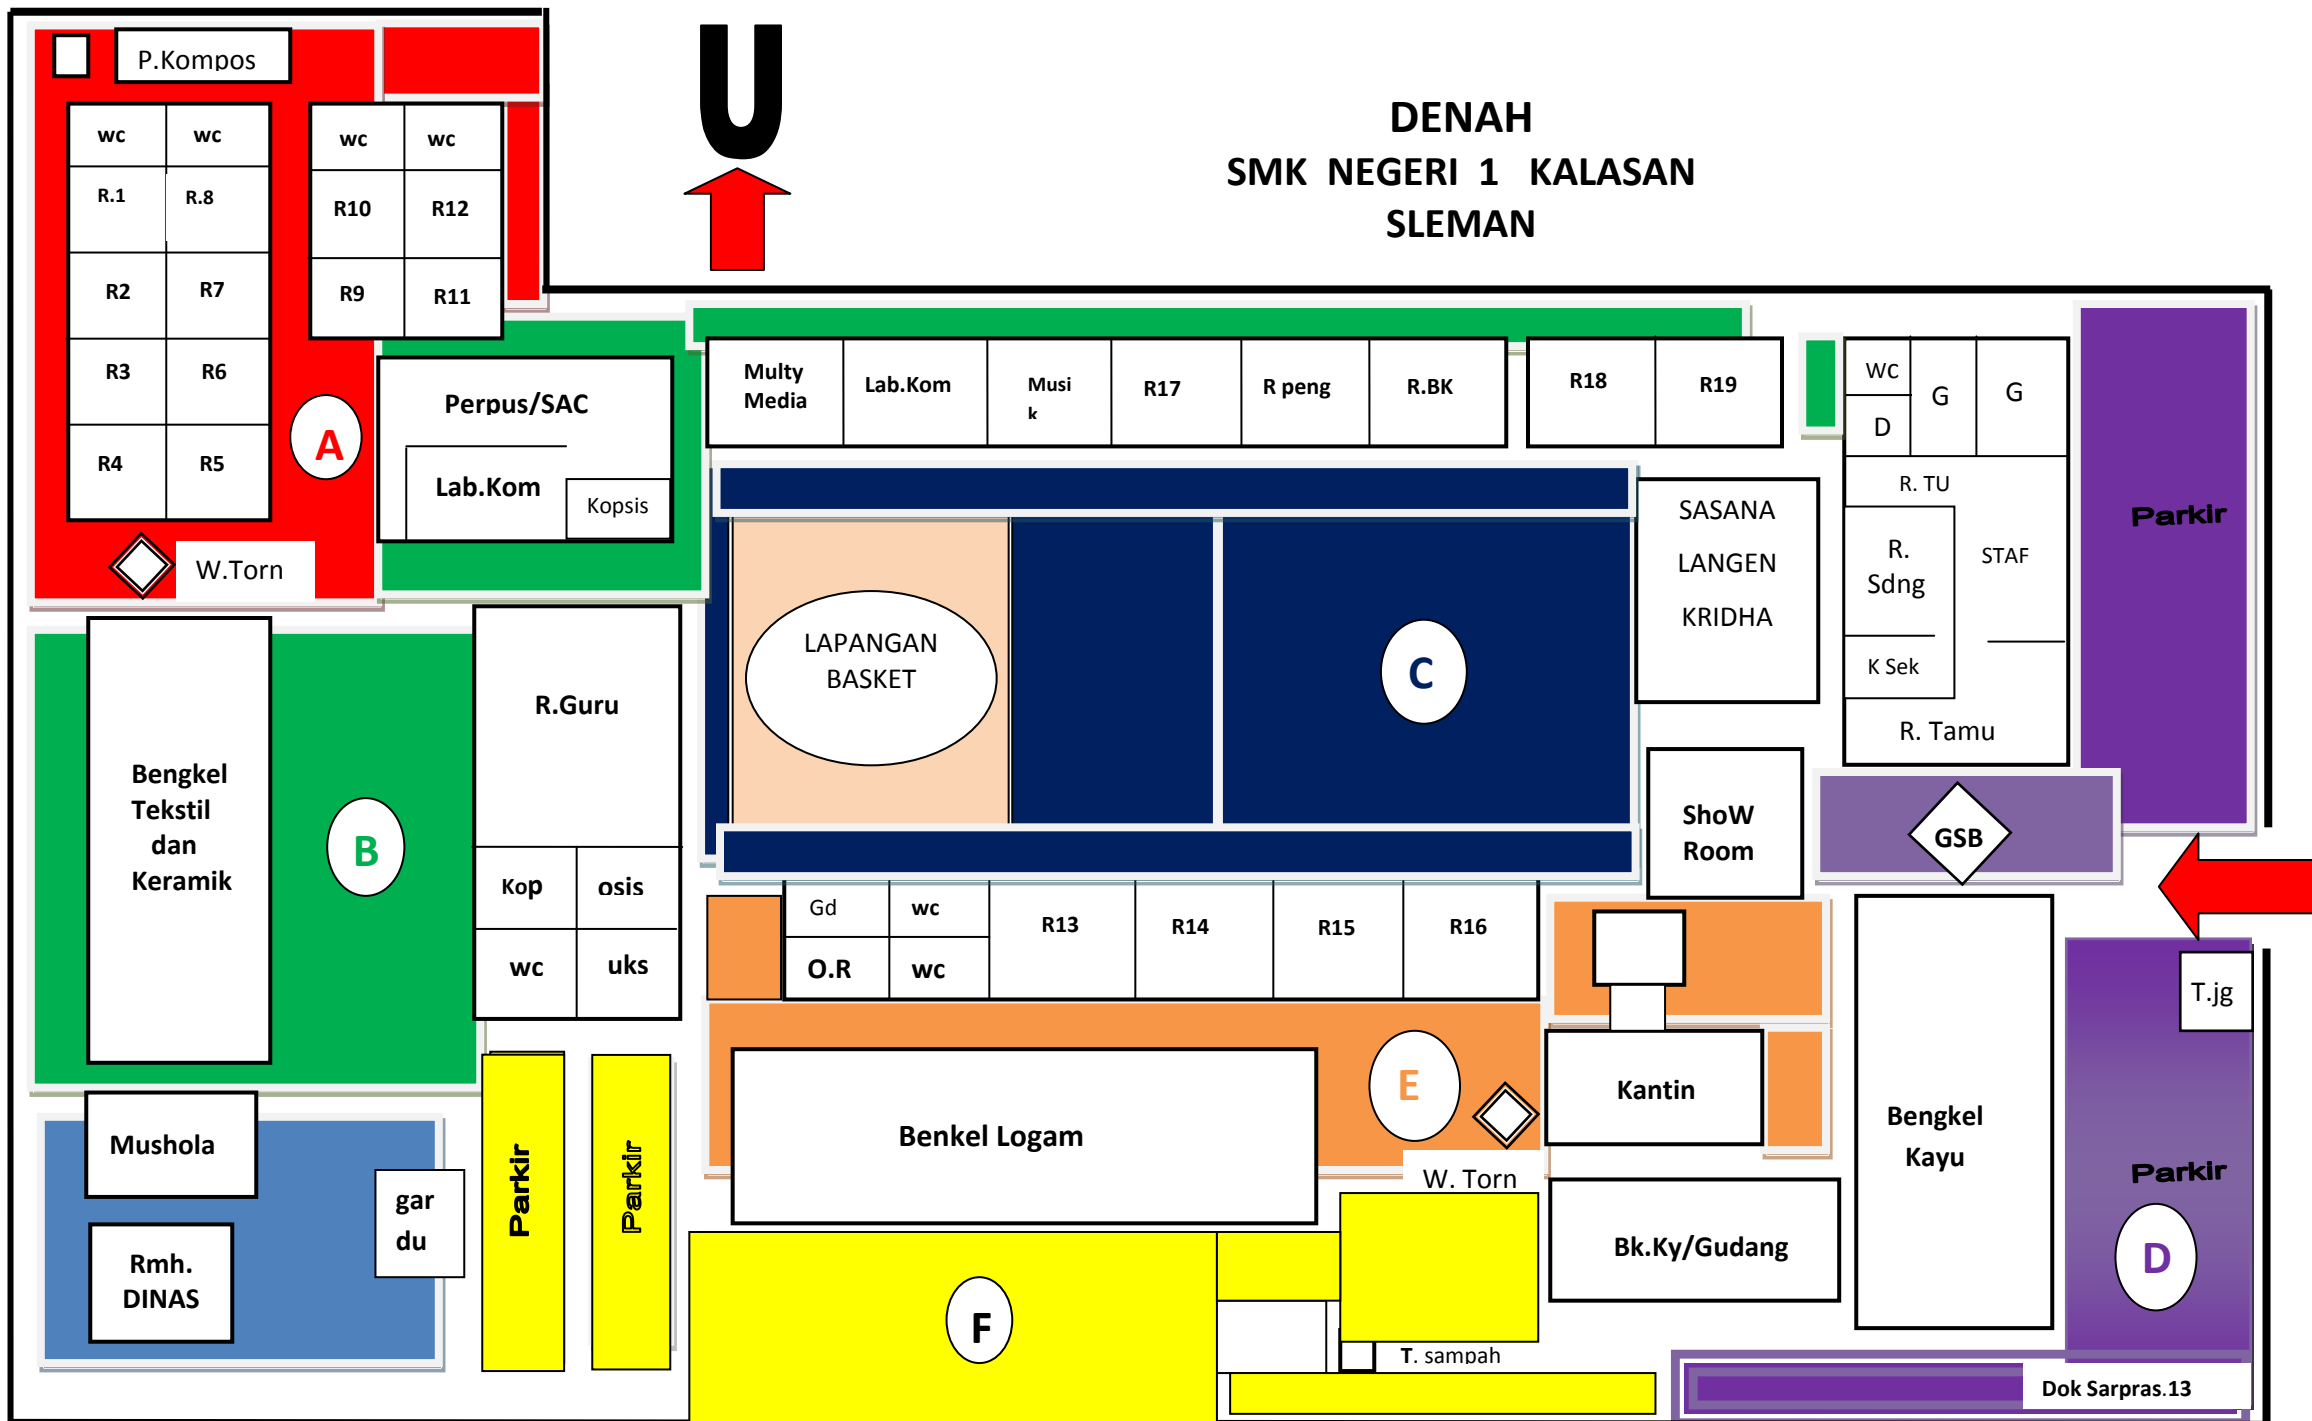 U
DENAH
SMK NEGERI 1 KALASAN
SLEMAN
P.Kompos
wc
wc
R.1
R.8
R2
R7
R3
R6
R4
R5
wc
wc
R10
R12
R9
R11
A
W.Torn
Perpus/SAC
Lab.Kom
Kopsis
Multy
Media
Lab.Kom
Musi
k
R17
R peng
R.BK
R18
R19
wc
D
G
G
R. TU
R.
Sdng
STAF
K Sek
R. Tamu
Parkir
SASANA
LANGEN
KRIDHA
LAPANGAN
BASKET
C
ShoW
Room
GSB
Bengkel
Tekstil
dan
Keramik
B
R.Guru
Kop
osis
wc
uks
Gd
wc
O.R
wc
R13
R14
R15
R16
T.jg
Mushola
Rmh.
DINAS
gar
du
Parkir
Parkir
Benkel Logam
E
W. Torn
Kantin
Bk.Ky/Gudang
Bengkel
Kayu
Parkir
D
F
T. sampah
Dok Sarpras.13